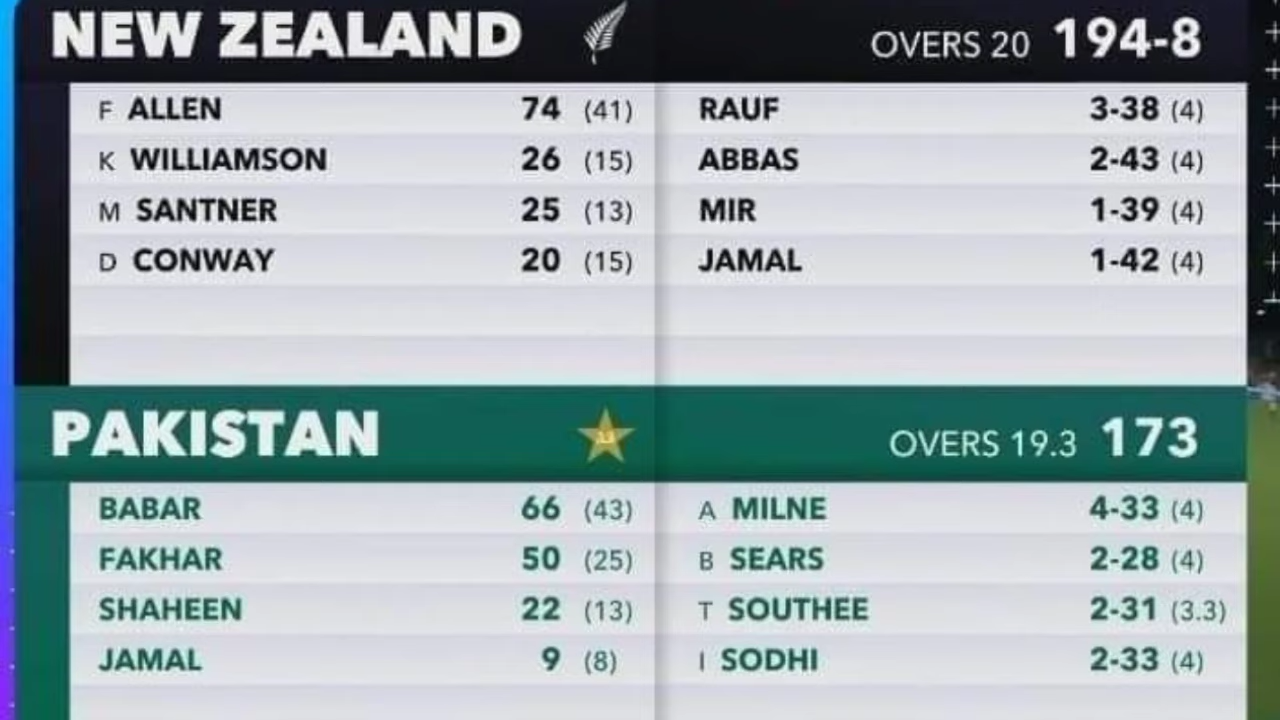 NEW ZEALAND OVERS 20 194-8
F ALLEN 74 (41) RAUF 3-38 (4)
K WILLIAMSON 26 (15) ABBAS 2-43 (4)
M SANTNER 25 (13) MIR 1-39 (4)
D CONWAY 20 (15) JAMAL 1-42 (4)
PAKISTAN OVERS 19.3 173
BABAR 66 (43) A MILNE 4-33 (4)
FAKHAR 50 (25) B SEARS 2-28 (4)
SHAHEEN 22 (13) T SOUTHEE 2-31 (3.3)
JAMAL 9 (8) I SODHI 2-33 (4)